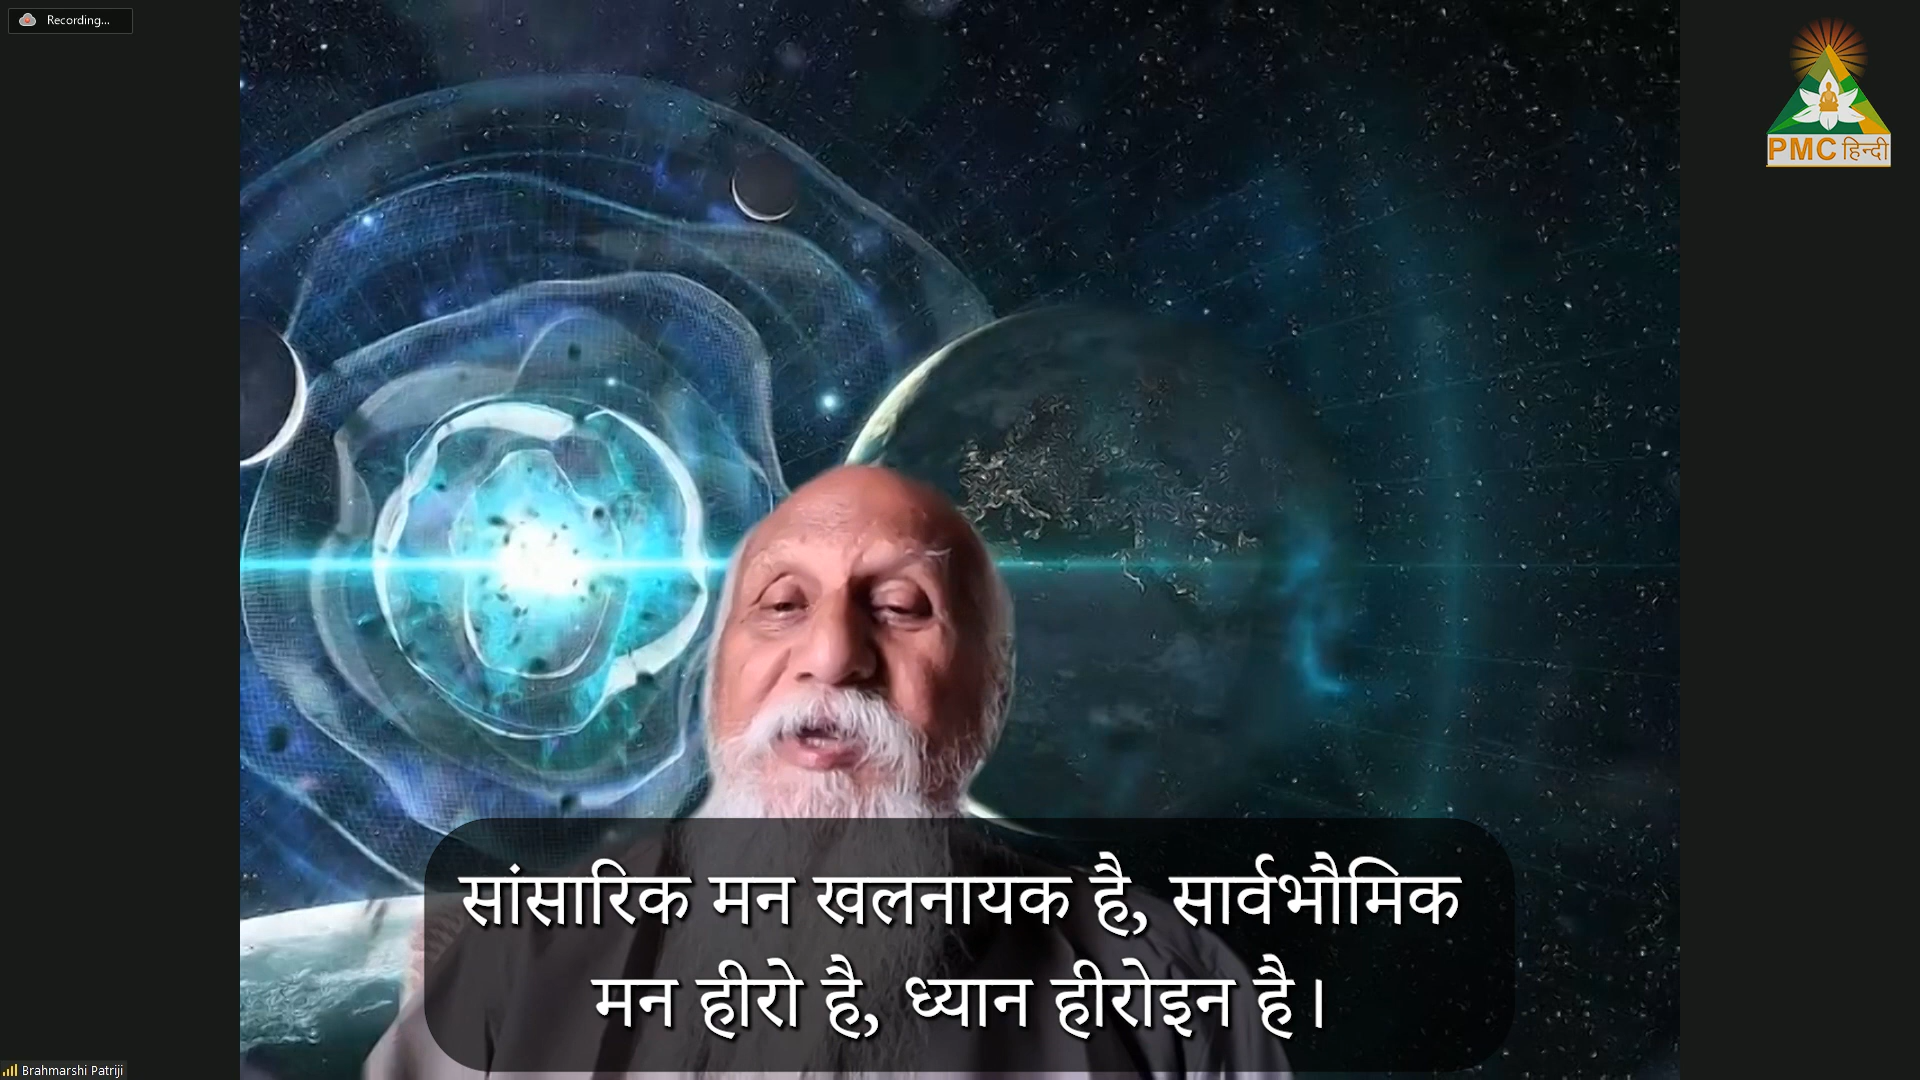 Recording...
PMC हिन्दी
सांसारिक मन खलनायक है, सार्वभौमिक
मन हीरो है, ध्यान हीरोइन है।
Brahmarshi Patriji